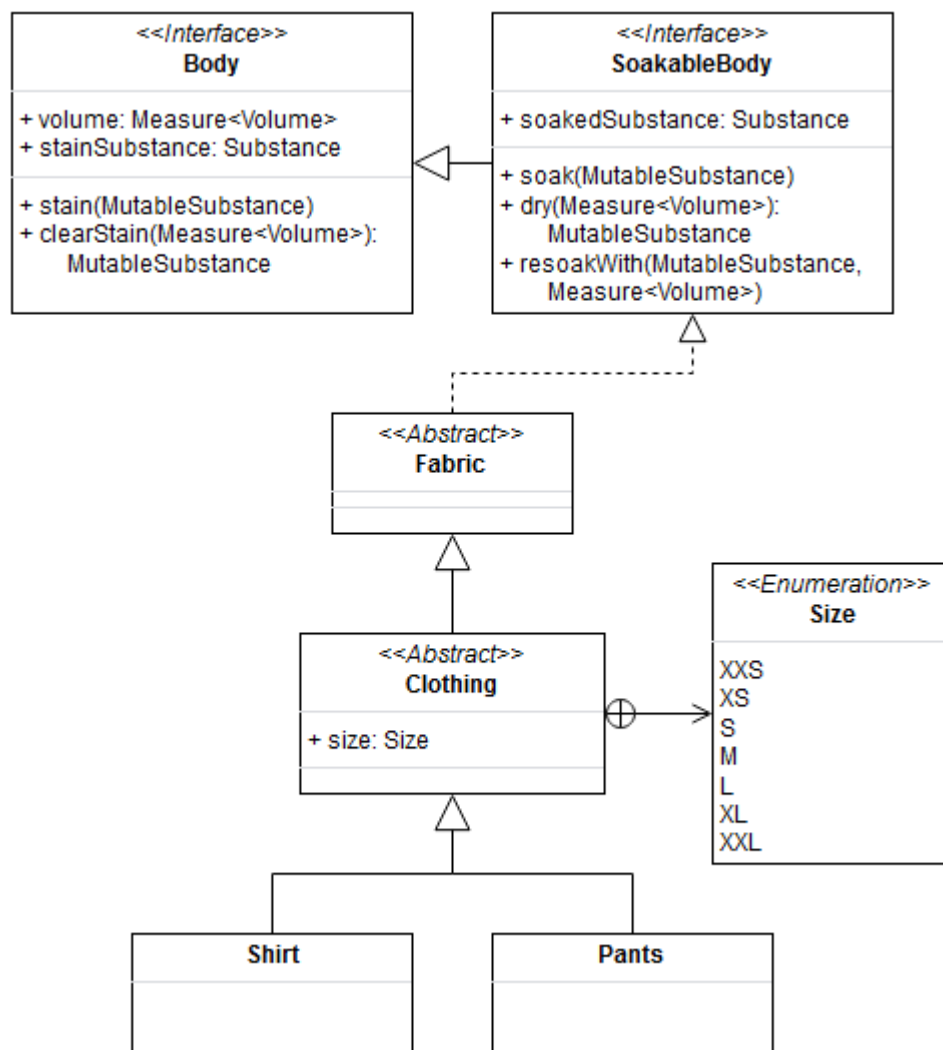 <<Interface>>
Body
+ volume: Measure<Volume>
+ stainSubstance: Substance
+ stain(MutableSubstance)
+ clearStain(Measure<Volume>):
MutableSubstance
<<Interface>>
SoakableBody
+ soakedSubstance: Substance
+ soak(MutableSubstance)
+ dry(Measure<Volume>):
MutableSubstance
+ resoakWith(MutableSubstance,
Measure<Volume>)
<<Abstract>>
Fabric
<<Abstract>>
Clothing
+ size: Size
<<Enumeration>>
Size
XXS
XS
S
M
L
XL
XXL
Shirt
Pants